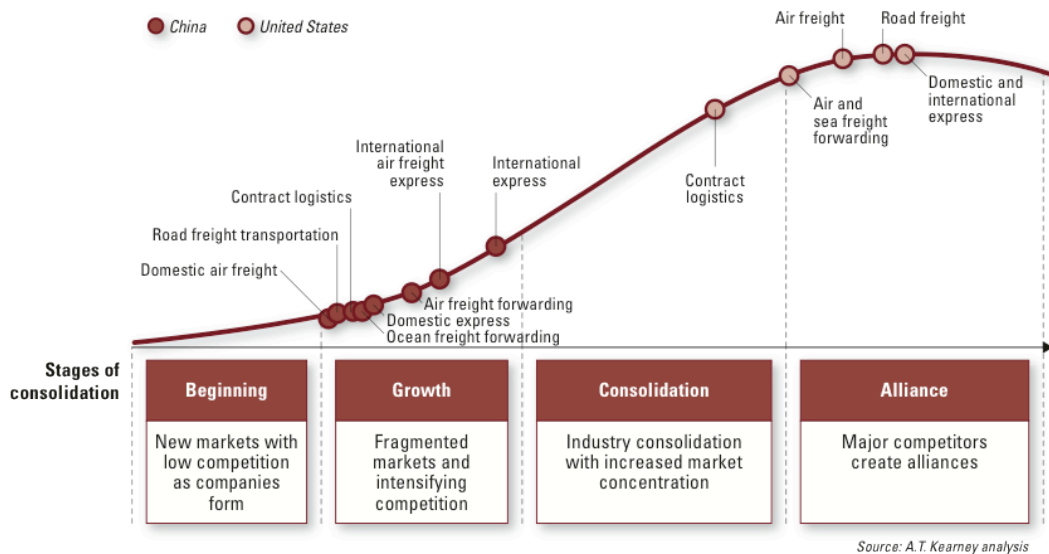 China
United States
Air freight
Road freight
Domestic and
international
express
Air and
sea freight
forwarding
Contract
logistics
International
air freight
express
International
express
Contract logistics
Road freight transportation
Domestic air freight
Air freight forwarding
Domestic express
Ocean freight forwarding
Stages of
consolidation
Beginning
Growth
Consolidation
Alliance
New markets with
low competition
as companies
form
Fragmented
markets and
intensifying
competition
Industry consolidation
with increased market
concentration
Major competitors
create alliances
Source: A.T. Kearney analysis